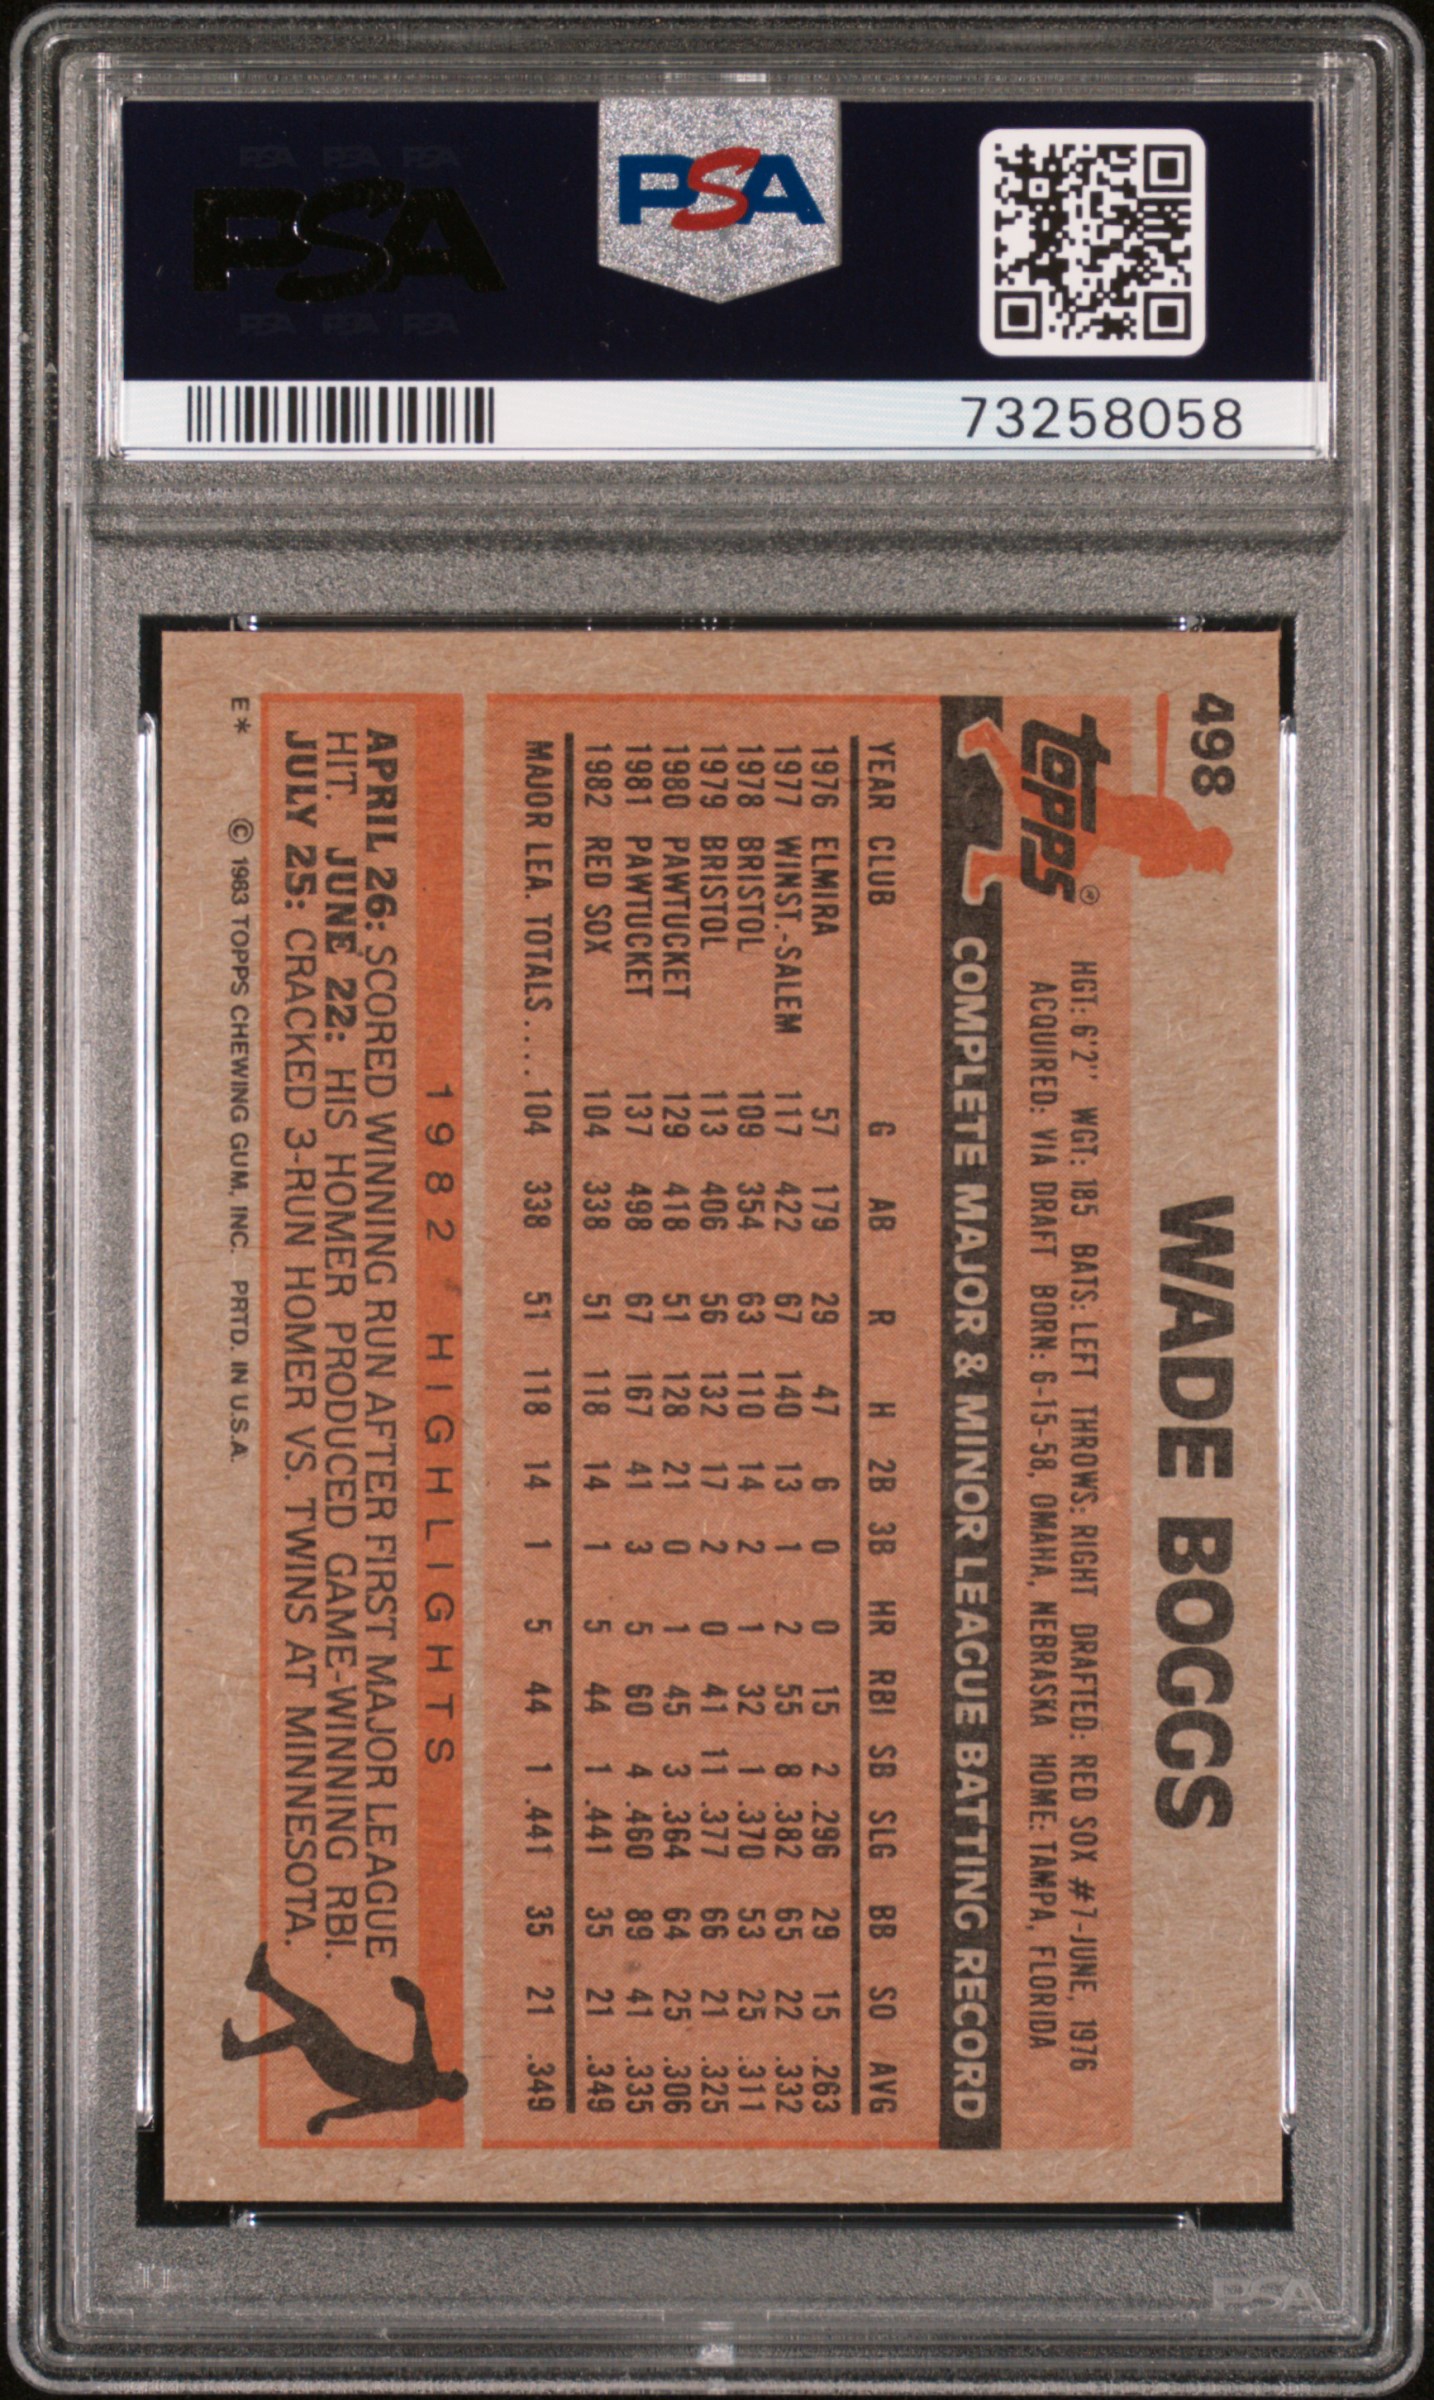 PSA PSA PSA
PSA
PSA PSA PSA
PSA
73258058
498
WADE BOGGS
Topps®
HGT: 6'2" WGT: 185 BATS: LEFT THROWS: RIGHT DRAFTED: RED SOX #7-JUNE, 1976
ACQUIRED: VIA DRAFT BORN: 6-15-58, OMAHA, NEBRASKA HOME: TAMPA, FLORIDA
COMPLETE MAJOR & MINOR LEAGUE BATTING RECORD
YEAR CLUB G AB R H 2B 3B HR RBI SB SLG BB SO AVG
1976 ELMIRA 57 179 29 47 6 0 0 15 2 .296 29 15 .263
1977 WINST.-SALEM 117 422 67 140 13 1 2 55 8 .382 65 22 .332
1978 BRISTOL 109 354 63 110 14 2 1 32 1 .370 53 25 .311
1979 BRISTOL 113 406 56 132 17 2 0 41 11 .377 66 21 .325
1980 PAWTUCKET 129 418 51 128 21 0 1 45 3 .364 64 25 .306
1981 PAWTUCKET 137 498 67 167 41 3 5 60 4 .460 89 41 .335
1982 RED SOX 104 338 51 118 14 1 5 44 1 .441 35 21 .349
MAJOR LEA. TOTALS.... 104 338 51 118 14 1 5 44 1 .441 35 21 .349
1982 HIGHLIGHTS
APRIL 26: SCORED WINNING RUN AFTER FIRST MAJOR LEAGUE
HIT. JUNE 22: HIS HOMER PRODUCED GAME-WINNING RBI.
JULY 25: CRACKED 3-RUN HOMER VS. TWINS AT MINNESOTA.
E* © 1983 TOPPS CHEWING GUM, INC. PRTD. IN U.S.A.
PSA